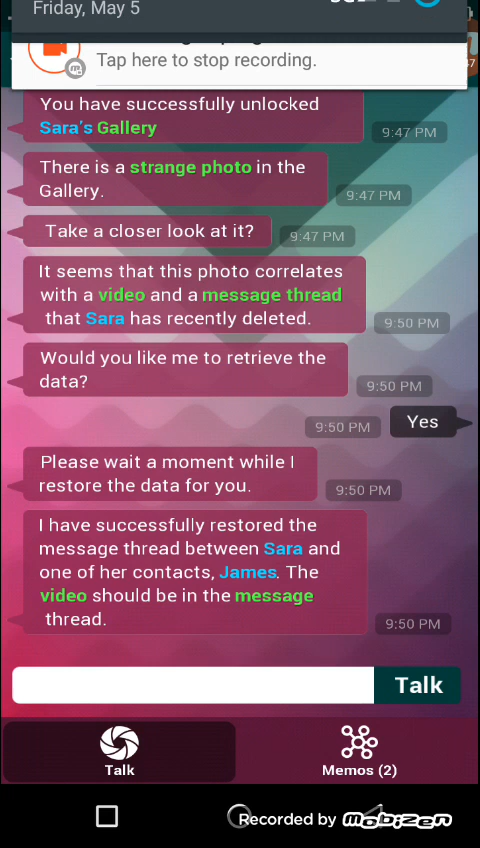 Friday, May 5
Tap here to stop recording.
47
You have successfully unlocked
Sara's Gallery
9:47 PM
There is a strange photo in the
Gallery.
9:47 PM
Take a closer look at it?
9:47 PM
It seems that this photo correlates
with a video and a message thread
that Sara has recently deleted.
9:50 PM
Would you like me to retrieve the
data?
9:50 PM
9:50 PM
Yes
Please wait a moment while I
restore the data for you.
9:50 PM
I have successfully restored the
message thread between Sara and
one of her contacts, James. The
video should be in the message
thread.
9:50 PM
Talk
Talk
Memos (2)
Recorded by Mobizen